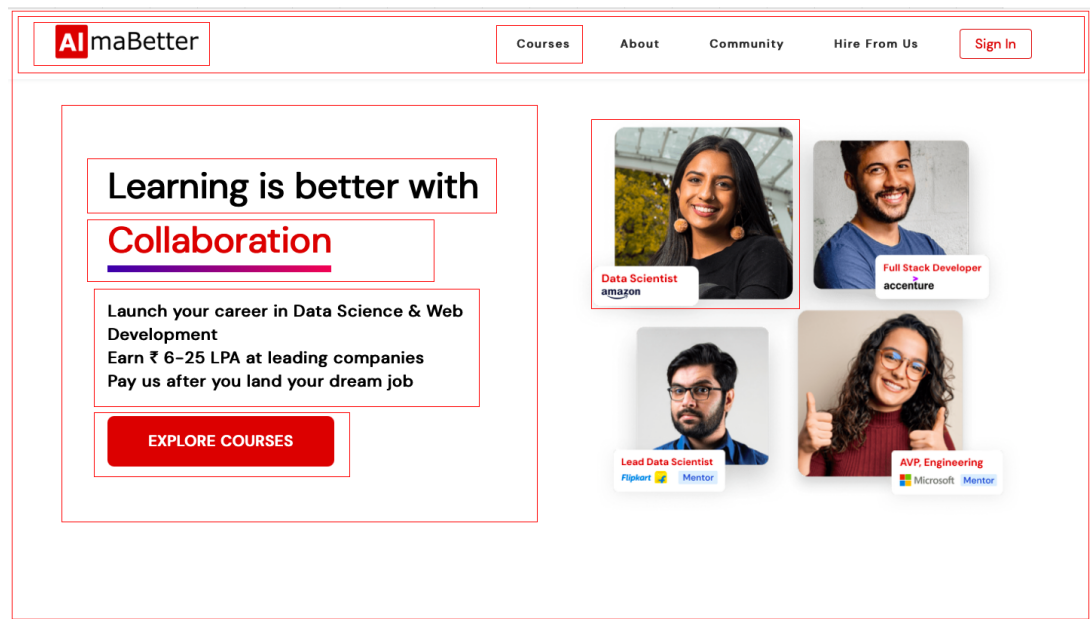 AlmaBetter
Courses
About
Community
Hire From Us
Sign In
Learning is better with
Collaboration
Launch your career in Data Science & Web
Development
Earn ₹ 6-25 LPA at leading companies
Pay us after you land your dream job
EXPLORE COURSES
Data Scientist
amazon
Full Stack Developer
accenture
Lead Data Scientist
Flipkart
Mentor
AVP, Engineering
Microsoft
Mentor